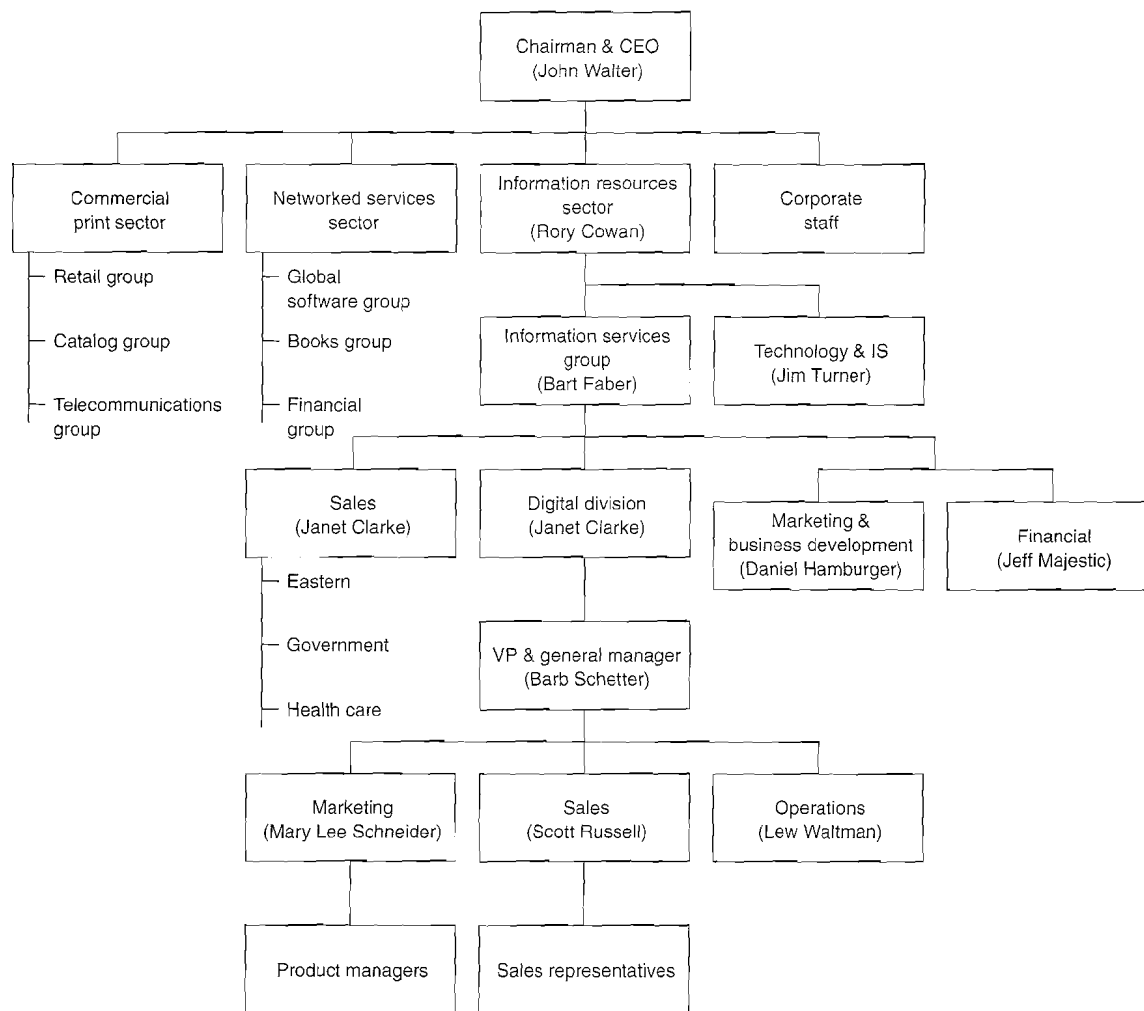 Chairman & CEO
(John Walter)
Commercial
print sector
Networked services
sector
Information resources
sector
(Rory Cowan)
Corporate
staff
Retail group
Catalog group
Telecommunications
group
Global
software group
Books group
Financial
group
Information services
group
(Bart Faber)
Technology & IS
(Jim Turner)
Sales
(Janet Clarke)
Digital division
(Janet Clarke)
Marketing &
business development
(Daniel Hamburger)
Financial
(Jeff Majestic)
Eastern
Government
Health care
VP & general manager
(Barb Schetter)
Marketing
(Mary Lee Schneider)
Sales
(Scott Russell)
Operations
(Lew Waltman)
Product managers
Sales representatives